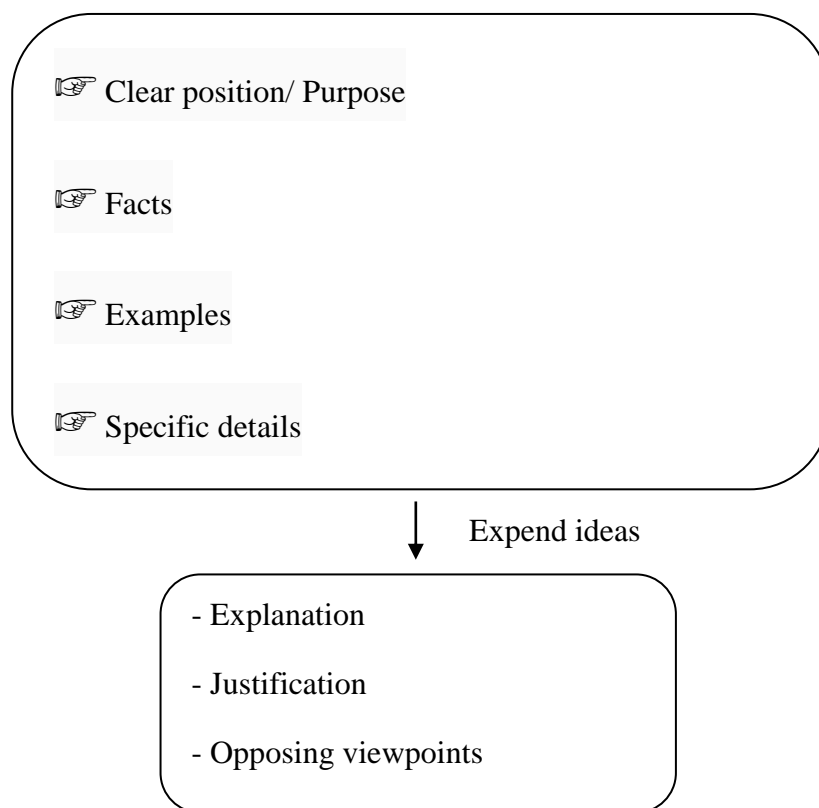 ☞ Clear position/ Purpose
☞ Facts
☞ Examples
☞ Specific details
Expend ideas
- Explanation
- Justification
- Opposing viewpoints